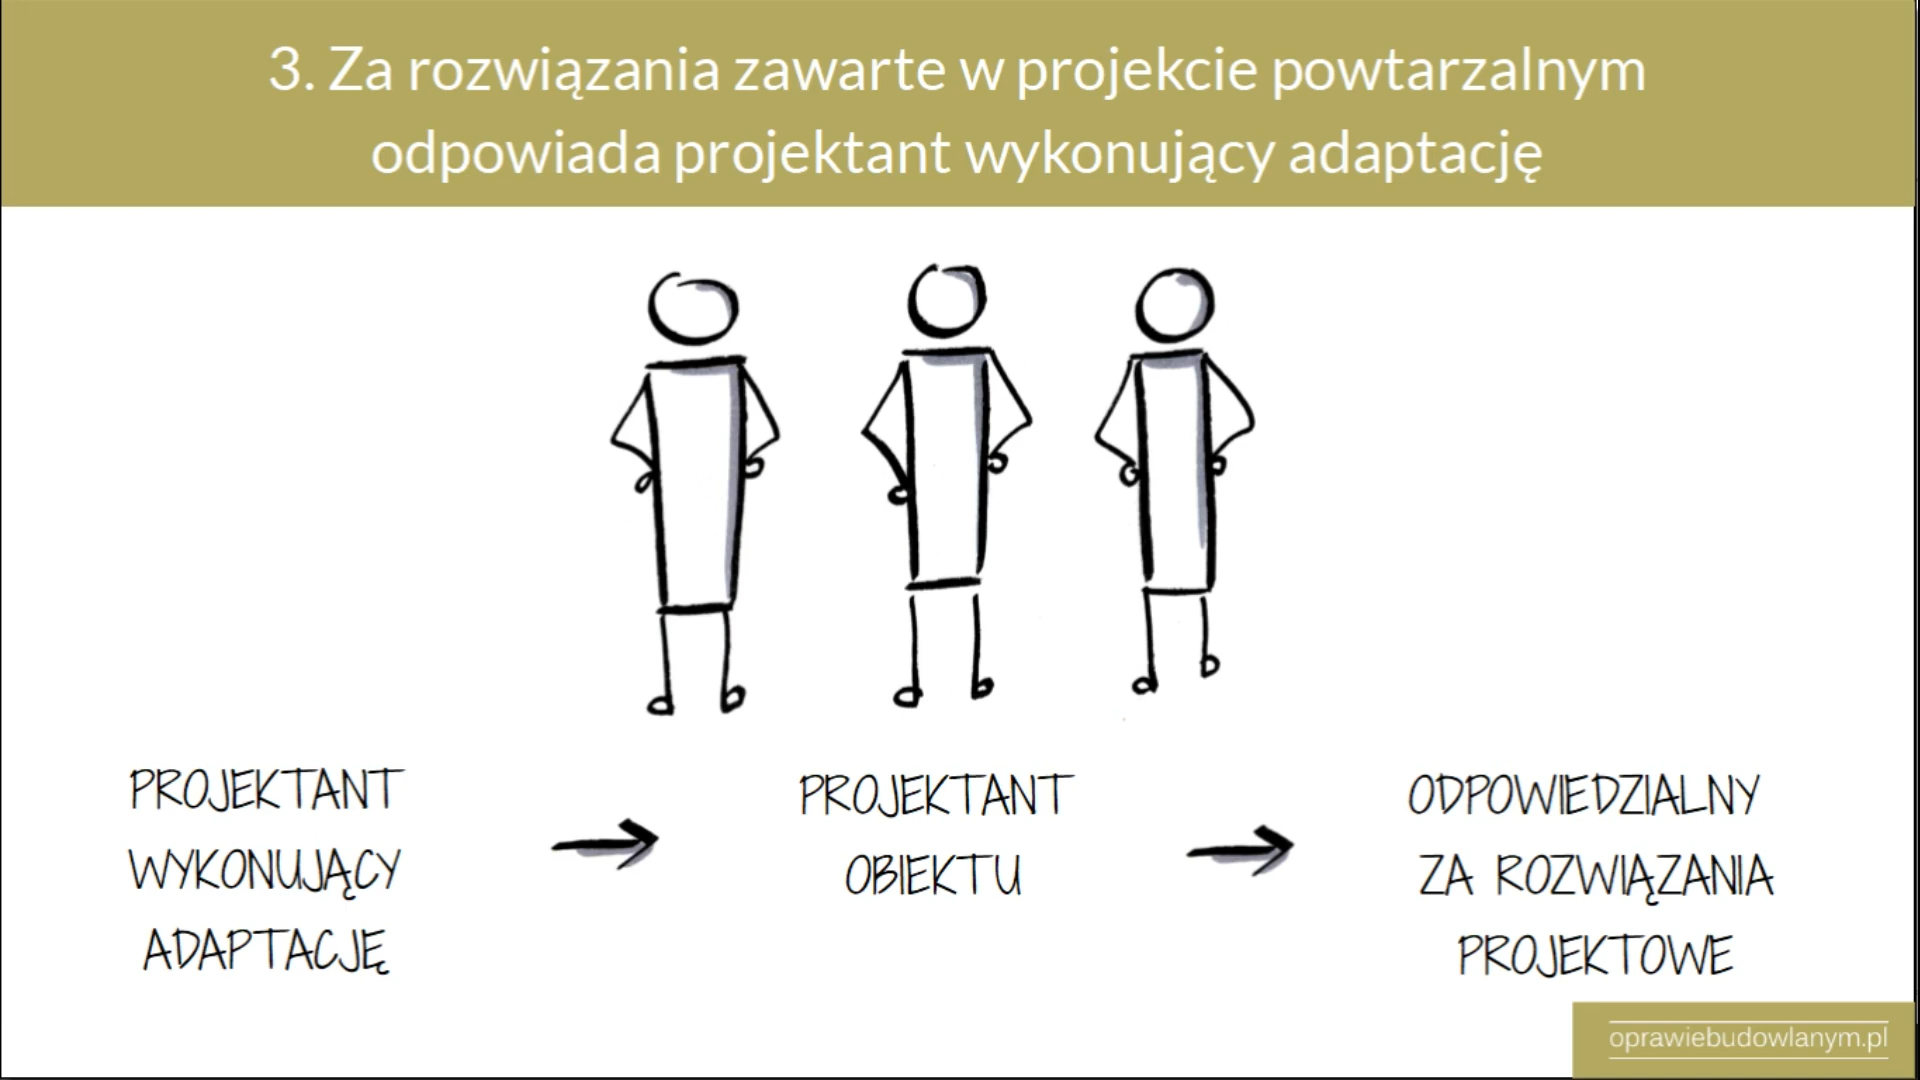 3. Za rozwiązania zawarte w projekcie powtarzalnym
odpowiada projektant wykonujący adaptację
PROJEKTANT
WYKONUJĄCY
ADAPTACJĘ
PROJEKTANT
OBIEKTU
ODPOWIEDZIALNY
ZA ROZWIĄZANIA
PROJEKTOWE
oprawiebudowlanym.pl